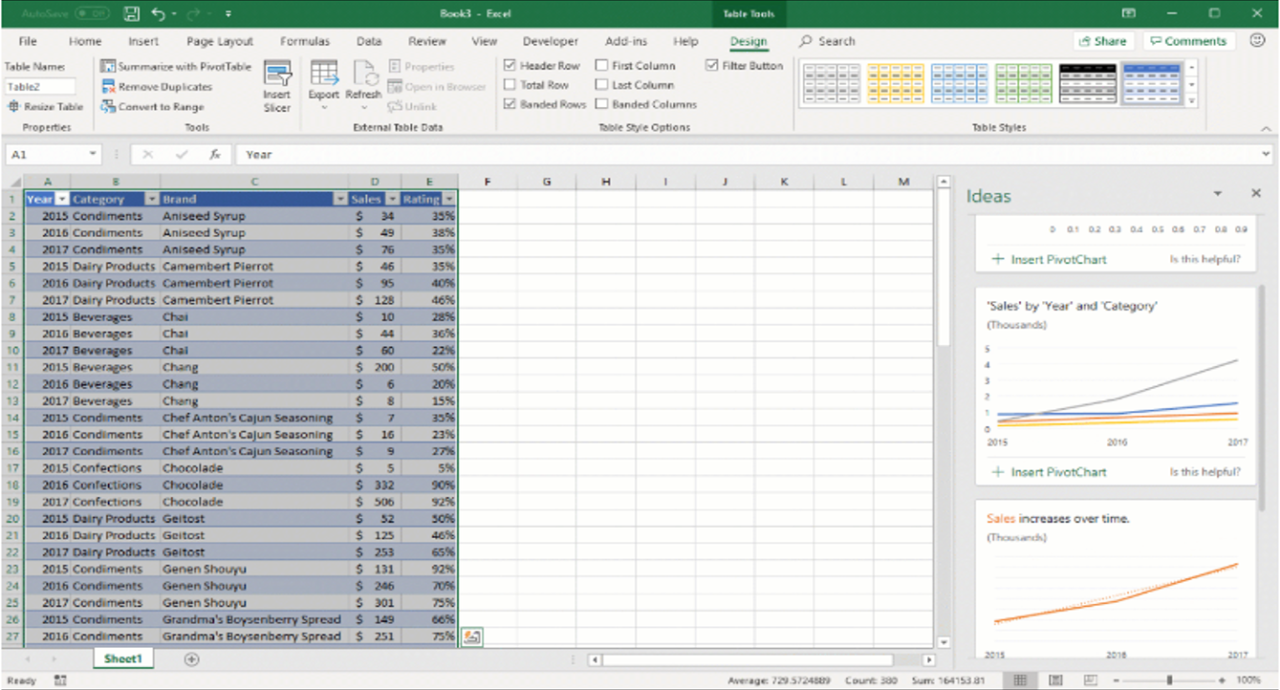 AutoSave Off Book3 - Excel Table Tools
File Home Insert Page Layout Formulas Data Review View Developer Add-ins Help Design Search Share Comments
Table Name:
Table2
Resize Table
Properties
Summarize with PivotTable
Remove Duplicates
Convert to Range
Tools
Insert
Slicer
Export Refresh
Properties
Open in Browser
Unlink
External Table Data
Header Row First Column Filter Button
Total Row Last Column
Banded Rows Banded Columns
Table Style Options
Table Styles
A1 fx Year
A B C D E F G H I J K L M
1 Year Category Brand Sales Rating
2 2015 Condiments Aniseed Syrup $ 34 35%
3 2016 Condiments Aniseed Syrup $ 49 38%
4 2017 Condiments Aniseed Syrup $ 76 35%
5 2015 Dairy Products Camembert Pierrot $ 46 35%
6 2016 Dairy Products Camembert Pierrot $ 95 40%
7 2017 Dairy Products Camembert Pierrot $ 128 46%
8 2015 Beverages Chai $ 10 28%
9 2016 Beverages Chai $ 44 36%
10 2017 Beverages Chai $ 60 22%
11 2015 Beverages Chang $ 200 50%
12 2016 Beverages Chang $ 6 20%
13 2017 Beverages Chang $ 8 15%
14 2015 Condiments Chef Anton's Cajun Seasoning $ 7 35%
15 2016 Condiments Chef Anton's Cajun Seasoning $ 16 23%
16 2017 Condiments Chef Anton's Cajun Seasoning $ 9 27%
17 2015 Confections Chocolade $ 5 5%
18 2016 Confections Chocolade $ 332 90%
19 2017 Confections Chocolade $ 506 92%
20 2015 Dairy Products Geitost $ 52 50%
21 2016 Dairy Products Geitost $ 125 46%
22 2017 Dairy Products Geitost $ 253 65%
23 2015 Condiments Genen Shouyu $ 131 92%
24 2016 Condiments Genen Shouyu $ 246 70%
25 2017 Condiments Genen Shouyu $ 301 75%
26 2015 Condiments Grandma's Boysenberry Spread $ 149 66%
27 2016 Condiments Grandma's Boysenberry Spread $ 251 75%
Ideas
0 0.1 0.2 0.3 0.4 0.5 0.6 0.7 0.8 0.9
+ Insert PivotChart Is this helpful?
'Sales' by 'Year' and 'Category'
(Thousands)
5
4
3
2
1
0
2015 2016 2017
+ Insert PivotChart Is this helpful?
Sales increases over time.
(Thousands)
2015 2016 2017
Sheet1
Ready Average: 729.5724889 Count: 380 Sum: 164153.81 100%